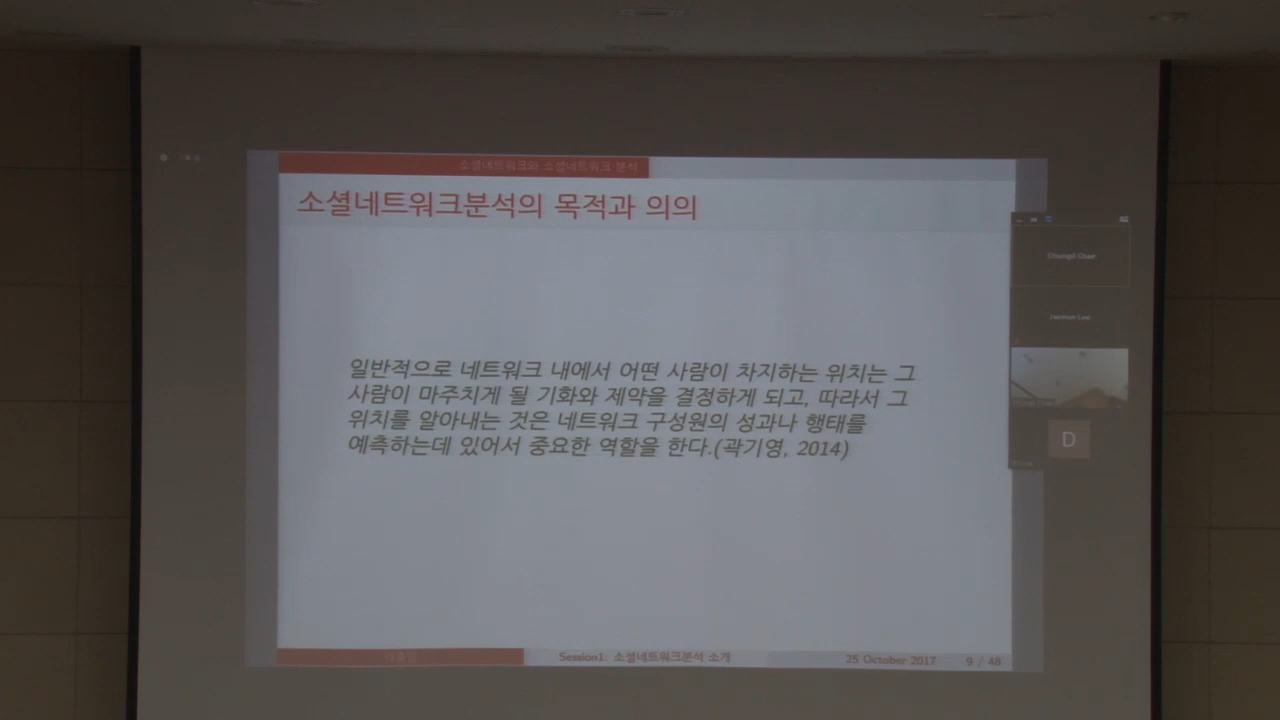 소셜네트워크와 소셜네트워크 분석
소셜네트워크분석의 목적과 의의
일반적으로 네트워크 내에서 어떤 사람이 차지하는 위치는 그
사람이 마주치게 될 기화와 제약을 결정하게 되고, 따라서 그
위치를 알아내는 것은 네트워크 구성원의 성과나 행태를
예측하는데 있어서 중요한 역할을 한다.(곽기영, 2014)
Chungil Chae
Jaemun Lee
D
Session1: 소셜네트워크분석 소개
25 October 2017
9 / 48